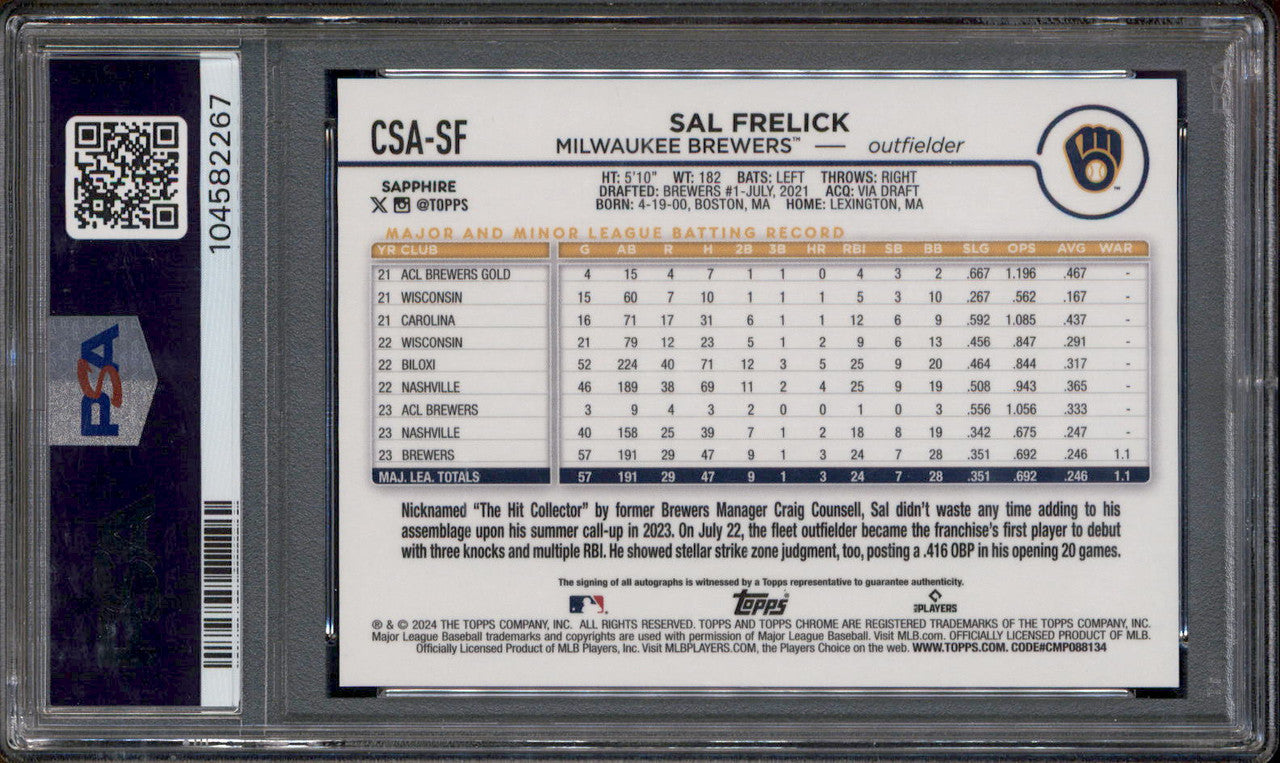 104582267
PSA
CSA-SF
SAL FRELICK
MILWAUKEE BREWERS™ — outfielder
SAPPHIRE
X @TOPPS
HT: 5'10" WT: 182 BATS: LEFT THROWS: RIGHT
DRAFTED: BREWERS #1-JULY, 2021 ACQ: VIA DRAFT
BORN: 4-19-00, BOSTON, MA HOME: LEXINGTON, MA
MAJOR AND MINOR LEAGUE BATTING RECORD
YR CLUB G AB R H 2B 3B HR RBI SB BB SLG OPS AVG WAR
21 ACL BREWERS GOLD 4 15 4 7 1 1 0 4 3 2 .667 1.196 .467 -
21 WISCONSIN 15 60 7 10 1 1 1 5 3 10 .267 .562 .167 -
21 CAROLINA 16 71 17 31 6 1 1 12 6 9 .592 1.085 .437 -
22 WISCONSIN 21 79 12 23 5 1 2 9 6 13 .456 .847 .291 -
22 BILOXI 52 224 40 71 12 3 5 25 9 20 .464 .844 .317 -
22 NASHVILLE 46 189 38 69 11 2 4 25 9 19 .508 .943 .365 -
23 ACL BREWERS 3 9 4 3 2 0 0 1 0 3 .556 1.056 .333 -
23 NASHVILLE 40 158 25 39 7 1 2 18 8 19 .342 .675 .247 -
23 BREWERS 57 191 29 47 9 1 3 24 7 28 .351 .692 .246 1.1
MAJ. LEA. TOTALS 57 191 29 47 9 1 3 24 7 28 .351 .692 .246 1.1
Nicknamed "The Hit Collector" by former Brewers Manager Craig Counsell, Sal didn't waste any time adding to his
assemblage upon his summer call-up in 2023. On July 22, the fleet outfielder became the franchise's first player to debut
with three knocks and multiple RBI. He showed stellar strike zone judgment, too, posting a .416 OBP in his opening 20 games.
The signing of all autographs is witnessed by a Topps representative to guarantee authenticity.
Topps MLB PLAYERS
® & © 2024 THE TOPPS COMPANY, INC. ALL RIGHTS RESERVED. TOPPS AND TOPPS CHROME ARE REGISTERED TRADEMARKS OF THE TOPPS COMPANY, INC.
Major League Baseball trademarks and copyrights are used with permission of Major League Baseball. Visit MLB.com. OFFICIALLY LICENSED PRODUCT OF MLB.
Officially Licensed Product of MLB Players, Inc. Visit MLBPLAYERS.COM, the Players Choice on the web. WWW.TOPPS.COM. CODE#CMP088134